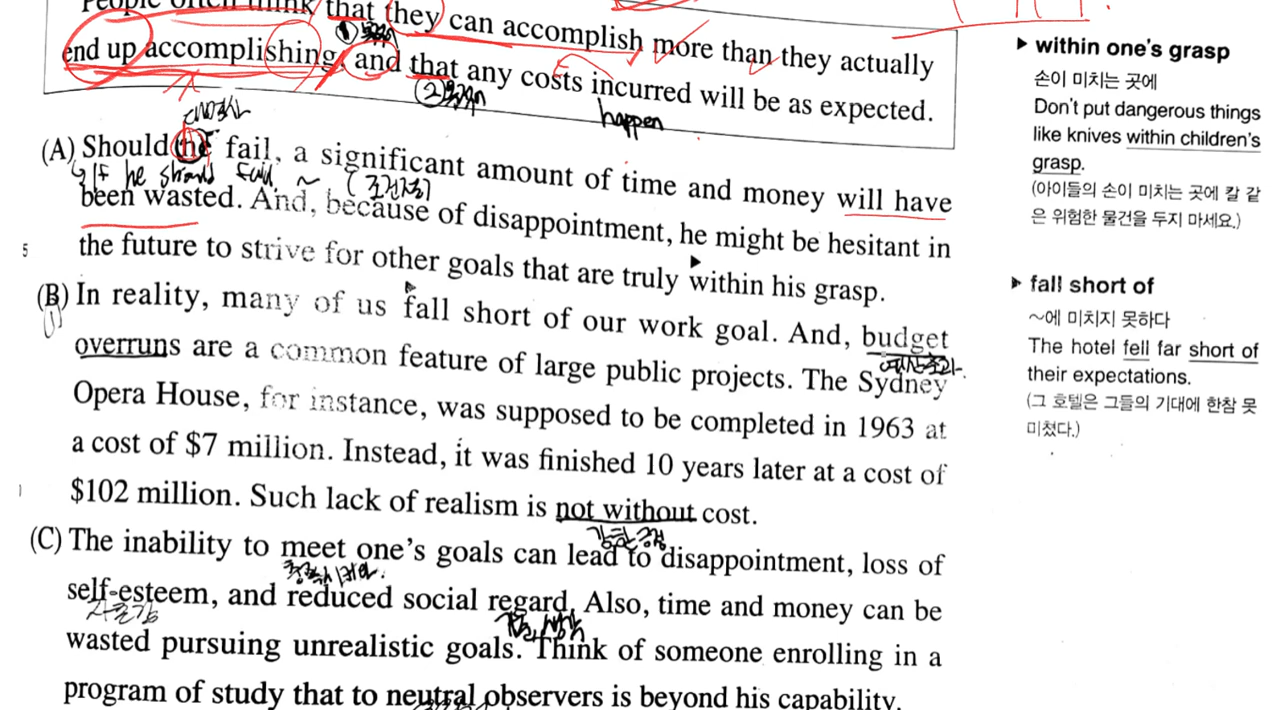 People often think that they can accomplish more than they actually
end up accomplishing, and that any costs incurred will be as expected.
happen
(A) Should he fail, a significant amount of time and money will have
If he should fail ~
been wasted. And, because of disappointment, he might be hesitant in
5 the future to strive for other goals that are truly within his grasp.
(B) In reality, many of us fall short of our work goal. And, budget
overruns are a common feature of large public projects. The Sydney
Opera House, for instance, was supposed to be completed in 1963 at
a cost of $7 million. Instead, it was finished 10 years later at a cost of
$102 million. Such lack of realism is not without cost.
(C) The inability to meet one's goals can lead to disappointment, loss of
self-esteem, and reduced social regard. Also, time and money can be
wasted pursuing unrealistic goals. Think of someone enrolling in a
program of study that to neutral observers is beyond his capability.
▶ within one's grasp
손이 미치는 곳에
Don't put dangerous things
like knives within children's
grasp.
(아이들의 손이 미치는 곳에 칼 같
은 위험한 물건을 두지 마세요.)
▶ fall short of
~에 미치지 못하다
The hotel fell far short of
their expectations.
(그 호텔은 그들의 기대에 한참 못
미쳤다.)